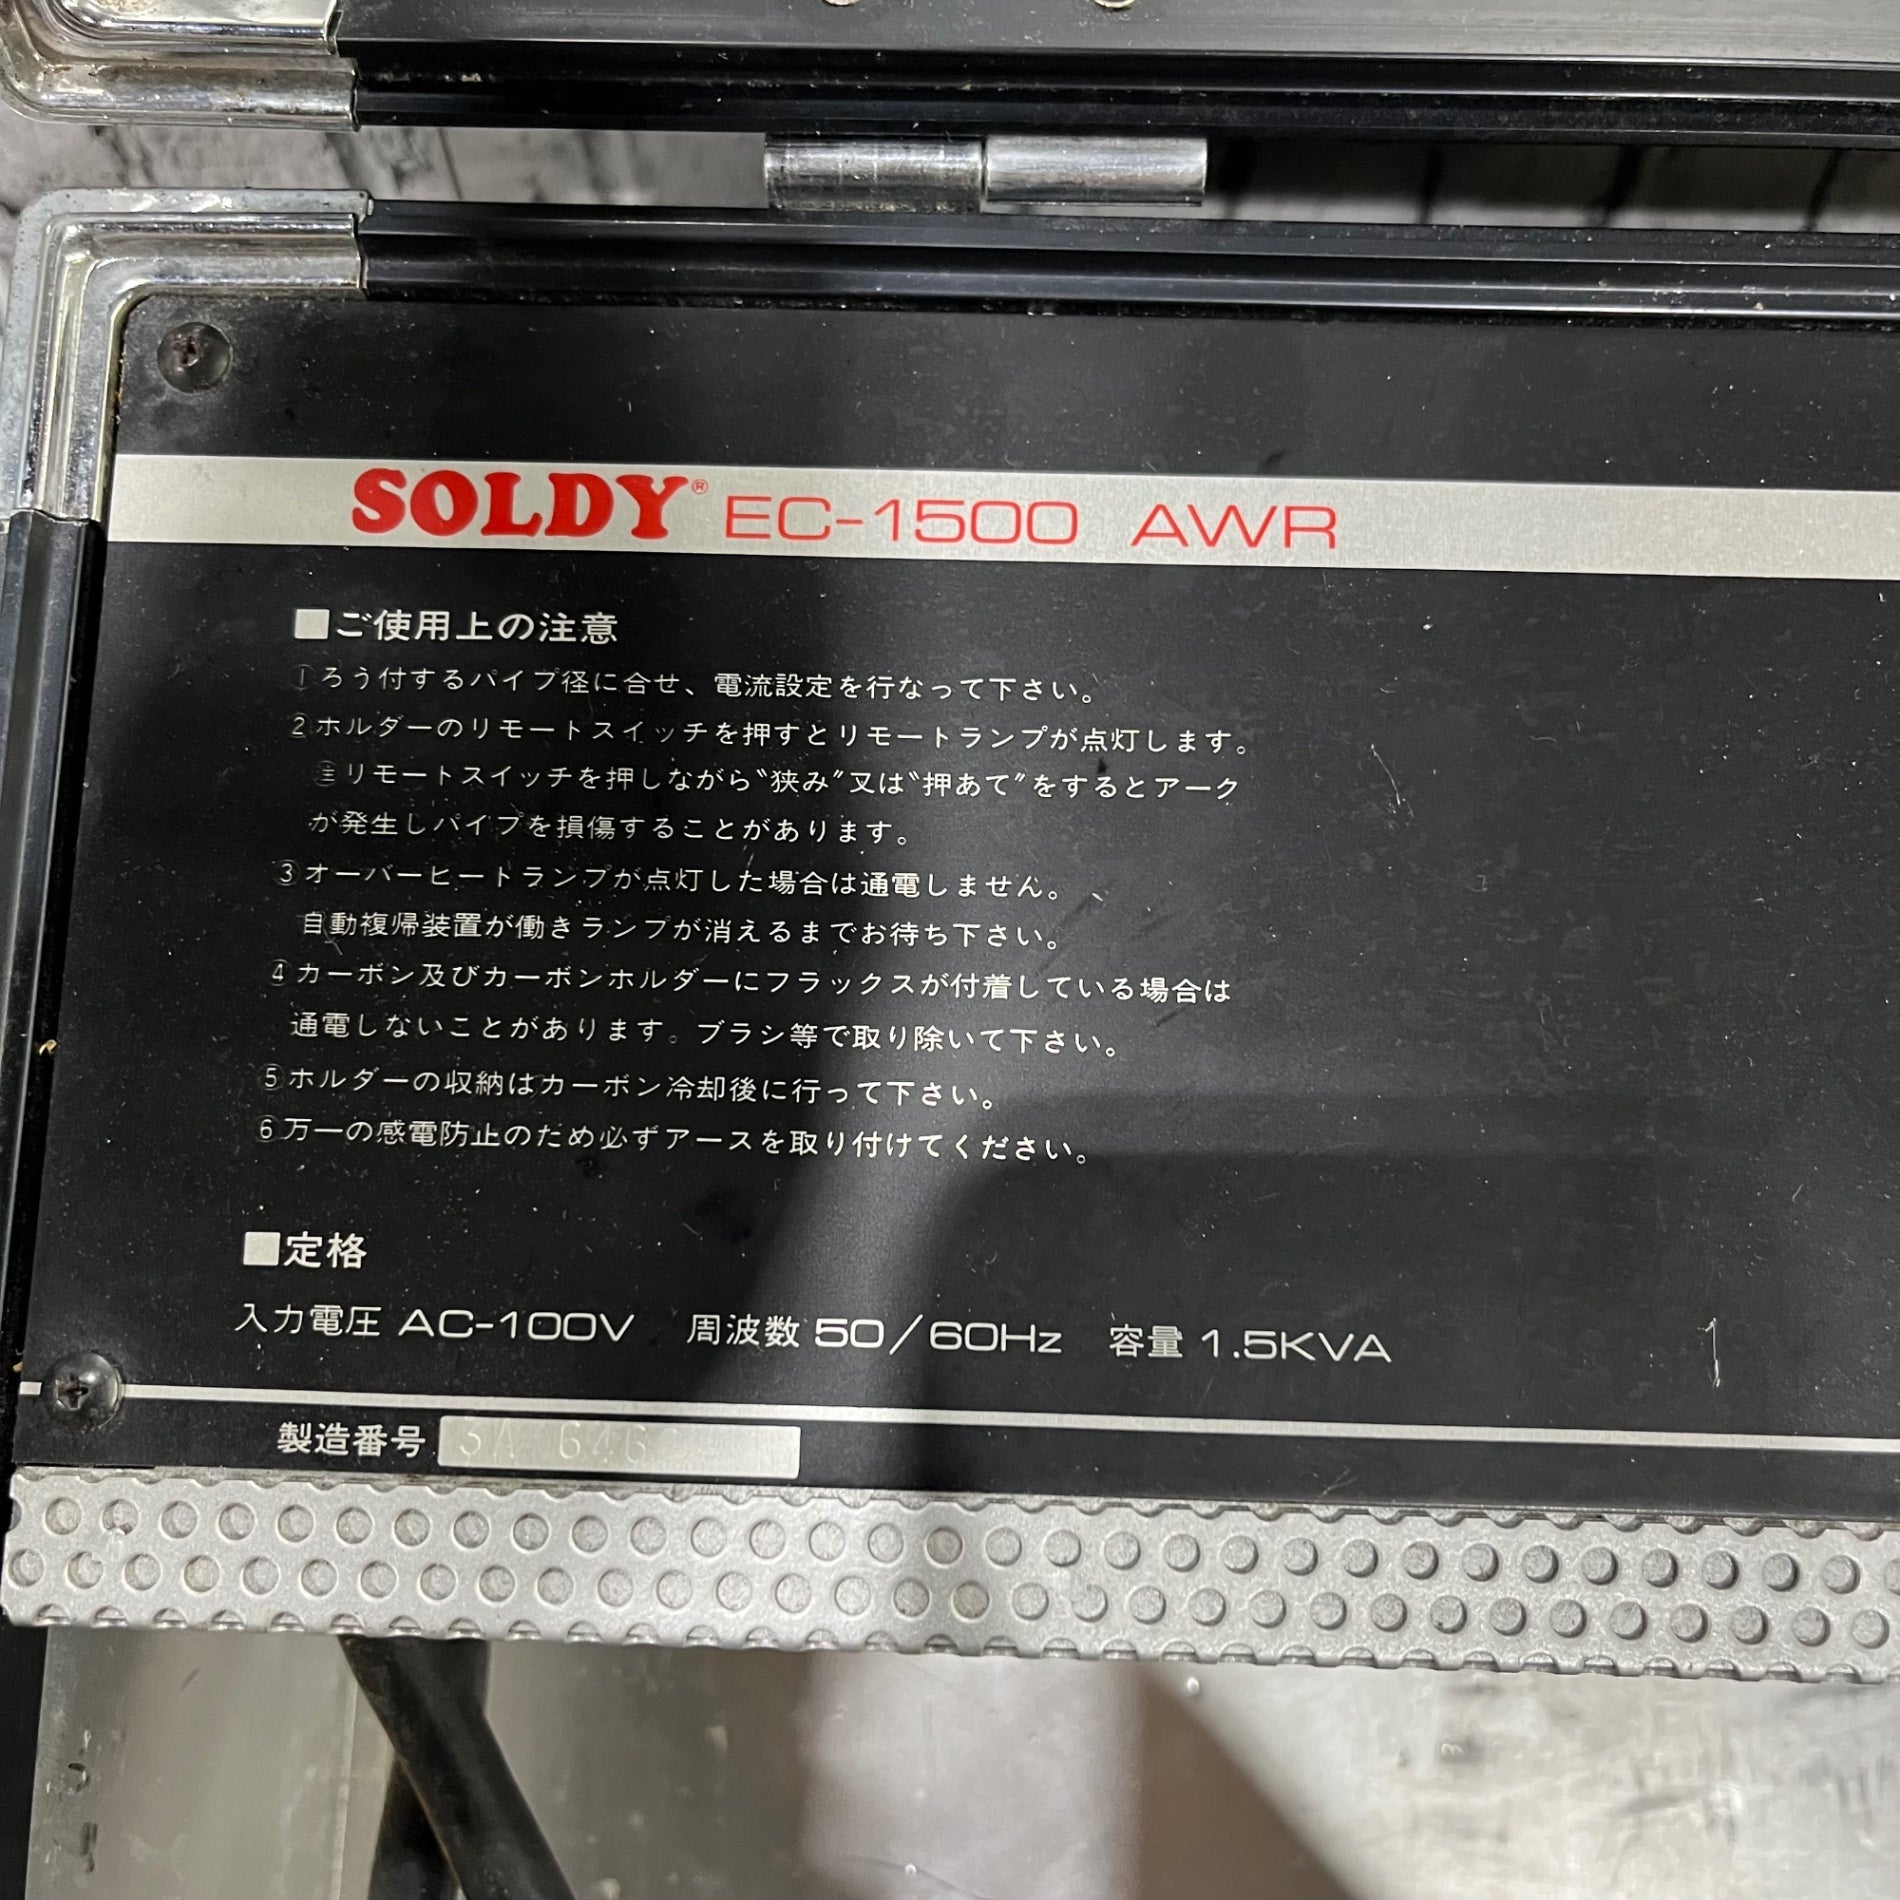 SOLDY® EC-1500 AWR
■ご使用上の注意
①ろう付するパイプ径に合せ、電流設定を行なって下さい。
②ホルダーのリモートスイッチを押すとリモートランプが点灯します。
㊟リモートスイッチを押しながら〝狭み〞又は〝押あて〞をするとアーク
が発生しパイプを損傷することがあります。
③オーバーヒートランプが点灯した場合は通電しません。
自動複帰装置が働きランプが消えるまでお待ち下さい。
④カーボン及びカーボンホルダーにフラックスが付着している場合は
通電しないことがあります。ブラシ等で取り除いて下さい。
⑤ホルダーの収納はカーボン冷却後に行って下さい。
⑥万一の感電防止のため必ずアースを取り付けてください。
■定格
入力電圧 AC-100V 周波数 50/60Hz 容量 1.5KVA
製造番号 3A